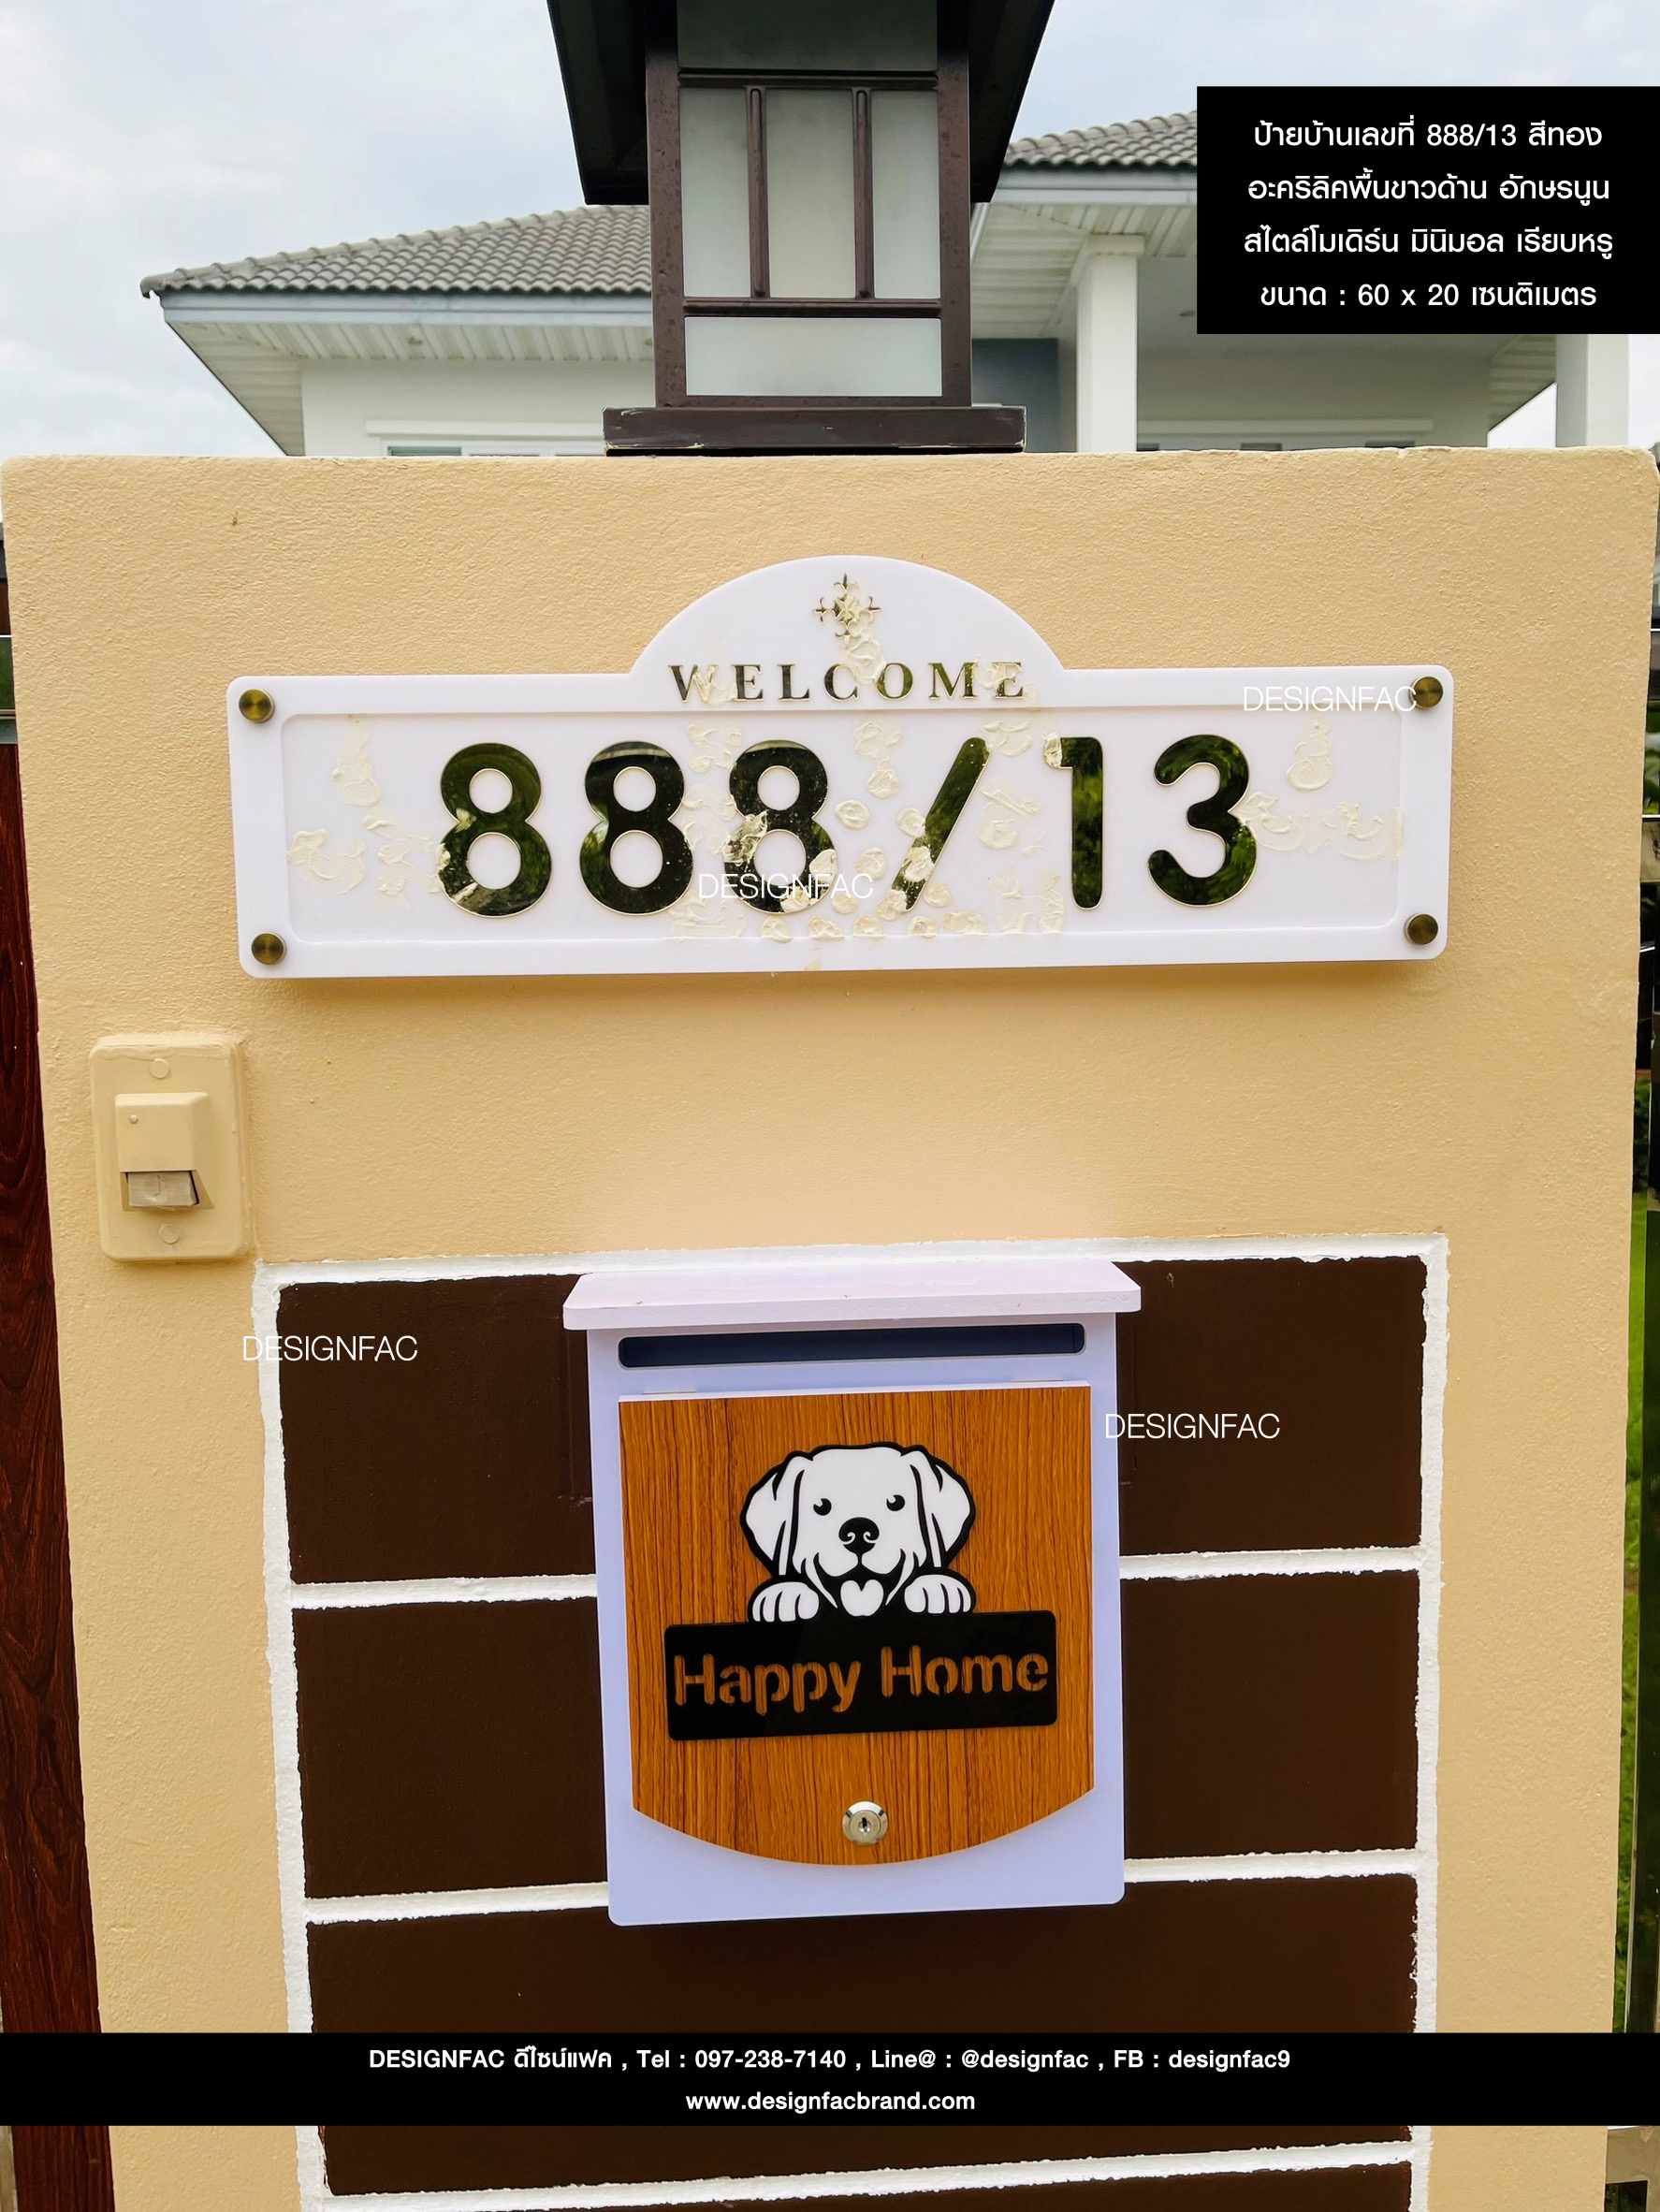 ป้ายบ้านเลขที่ 888/13 สีทอง
อะคริลิคพื้นขาวด้าน อักษรนูน
สไตล์โมเดิร์น มินิมอล เรียบหรู
ขนาด : 60 x 20 เซนติเมตร
WELCOME
DESIGNFAC
888/13
DESIGNFAC
DESIGNFAC
DESIGNFAC
Happy Home
DESIGNFAC ดีไซน์แฟค , Tel : 097-238-7140 , Line@ : @designfac , FB : designfac9
www.designfacbrand.com